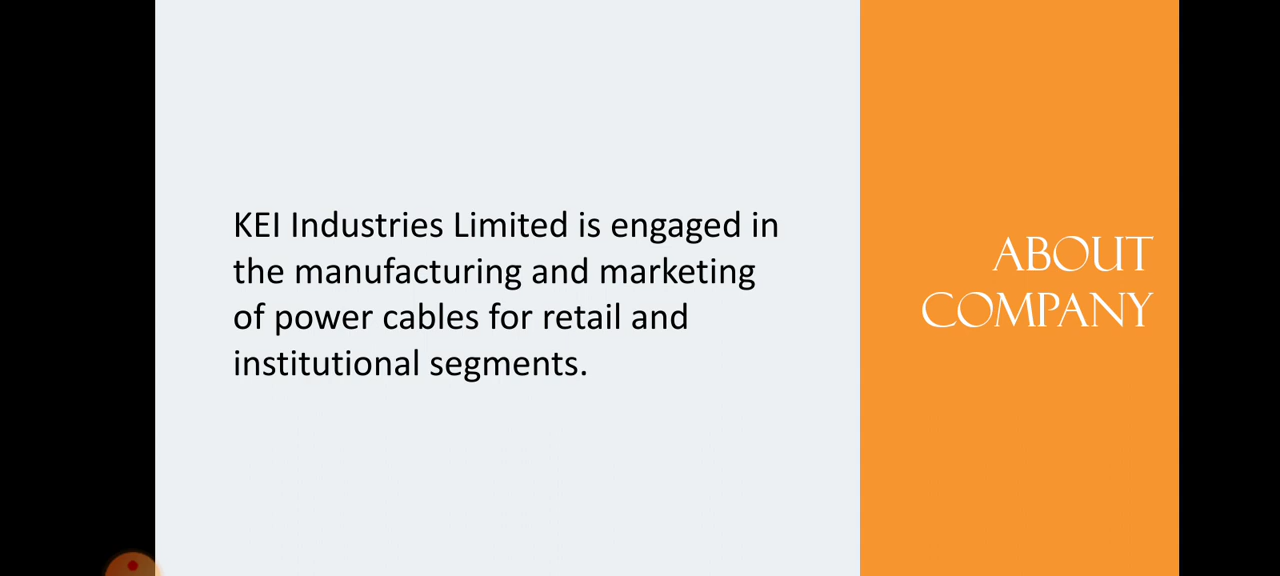 KEI Industries Limited is engaged in
the manufacturing and marketing
of power cables for retail and
institutional segments.
ABOUT
COMPANY